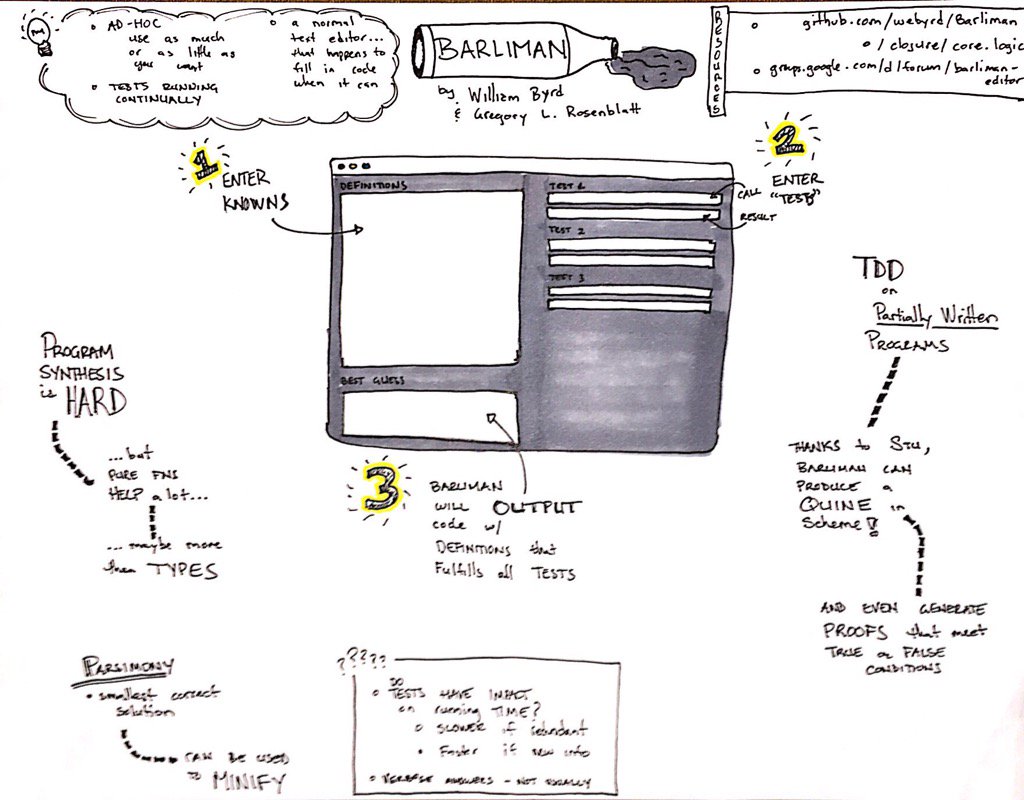 • AD-HOC
use as much
or as little as
you want
• TESTS RUNNING
CONTINUALLY
• a normal
test editor...
that happens to
fill in code
when it can
BARLIMAN
by William Byrd
& Gregory L. Rosenblatt
RESOURCES
• github.com/webyrd/Barliman
• /closure/core.logic
• groups.google.com/d/forum/barliman-
editor
1 ENTER
KNOWNS
2
ENTER
"TESTS"
DEFINITIONS
TEST 1
CALL
RESULT
TEST 2
TEST 3
BEST GUESS
3
BARLIMAN
WILL OUTPUT
code w/
DEFINITIONS that
Fulfills all TESTS
PROGRAM
SYNTHESIS
is HARD
...but
PURE FNS
HELP a lot...
...maybe more
than TYPES
TDD
on
Partially Written
PROGRAMS
THANKS to Stu,
BARLIMAN CAN
PRODUCE a
QUINE in
Scheme!
AND EVEN GENERATE
PROOFS that meet
TRUE or FALSE
CONDITIONS
PARSIMONY
• smallest correct
solution
CAN BE USED
to MINIFY
? ? ? ? ?
DO
• TESTS HAVE IMPACT
on running TIME?
• SLOWER if redundant
• Faster if new info
• VERBOSE ANSWERS - NOT USUALLY